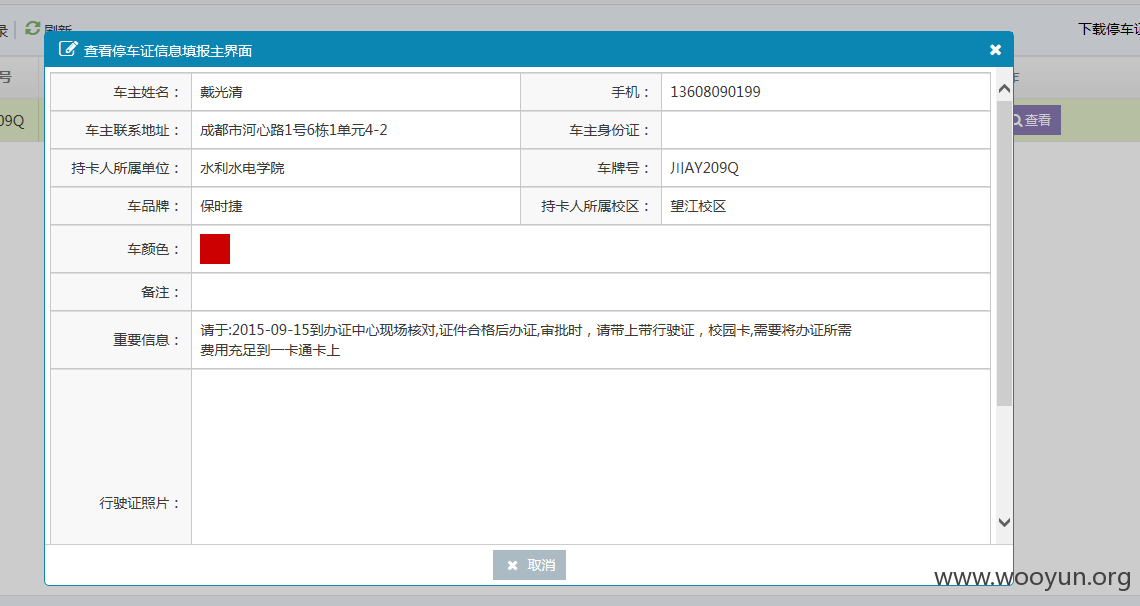 录 刷新
下载停车证
查看停车证信息填报主界面
号
作
09Q
查看
车主姓名： 戴光清 手机： 13608090199
车主联系地址： 成都市河心路1号6栋1单元4-2 车主身份证：
持卡人所属单位： 水利水电学院 车牌号： 川AY209Q
车品牌： 保时捷 持卡人所属校区： 望江校区
车颜色：
备注：
重要信息： 请于:2015-09-15到办证中心现场核对,证件合格后办证,审批时，请带上带行驶证，校园卡,需要将办证所需
费用充足到一卡通卡上
行驶证照片：
取消
www.wooyun.org